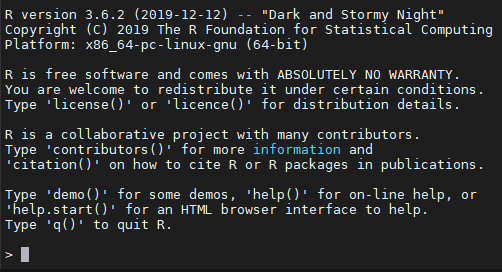 R version 3.6.2 (2019-12-12) -- "Dark and Stormy Night"
Copyright (C) 2019 The R Foundation for Statistical Computing
Platform: x86_64-pc-linux-gnu (64-bit)
R is free software and comes with ABSOLUTELY NO WARRANTY.
You are welcome to redistribute it under certain conditions.
Type 'license()' or 'licence()' for distribution details.
R is a collaborative project with many contributors.
Type 'contributors()' for more information and
'citation()' on how to cite R or R packages in publications.
Type 'demo()' for some demos, 'help()' for on-line help, or
'help.start()' for an HTML browser interface to help.
Type 'q()' to quit R.
>